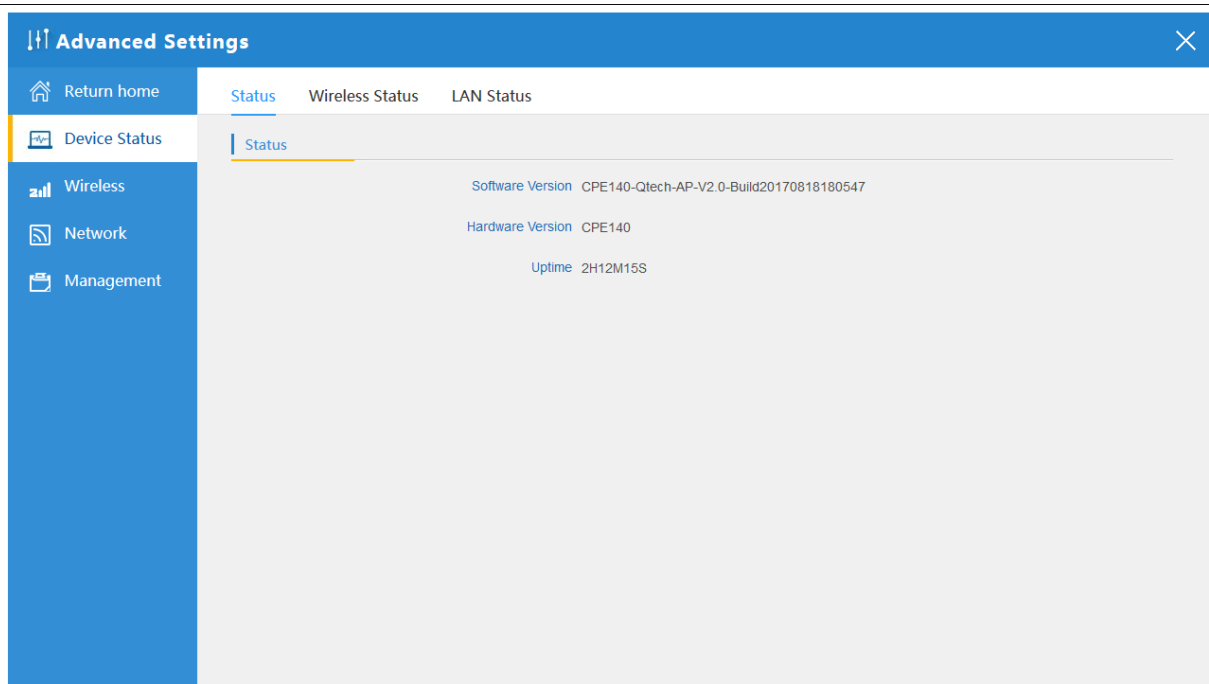 Advanced Settings
Return home
Device Status
Wireless
Network
Management
Status Wireless Status LAN Status
Status
Software Version CPE140-Qtech-AP-V2.0-Build20170818180547
Hardware Version CPE140
Uptime 2H12M15S